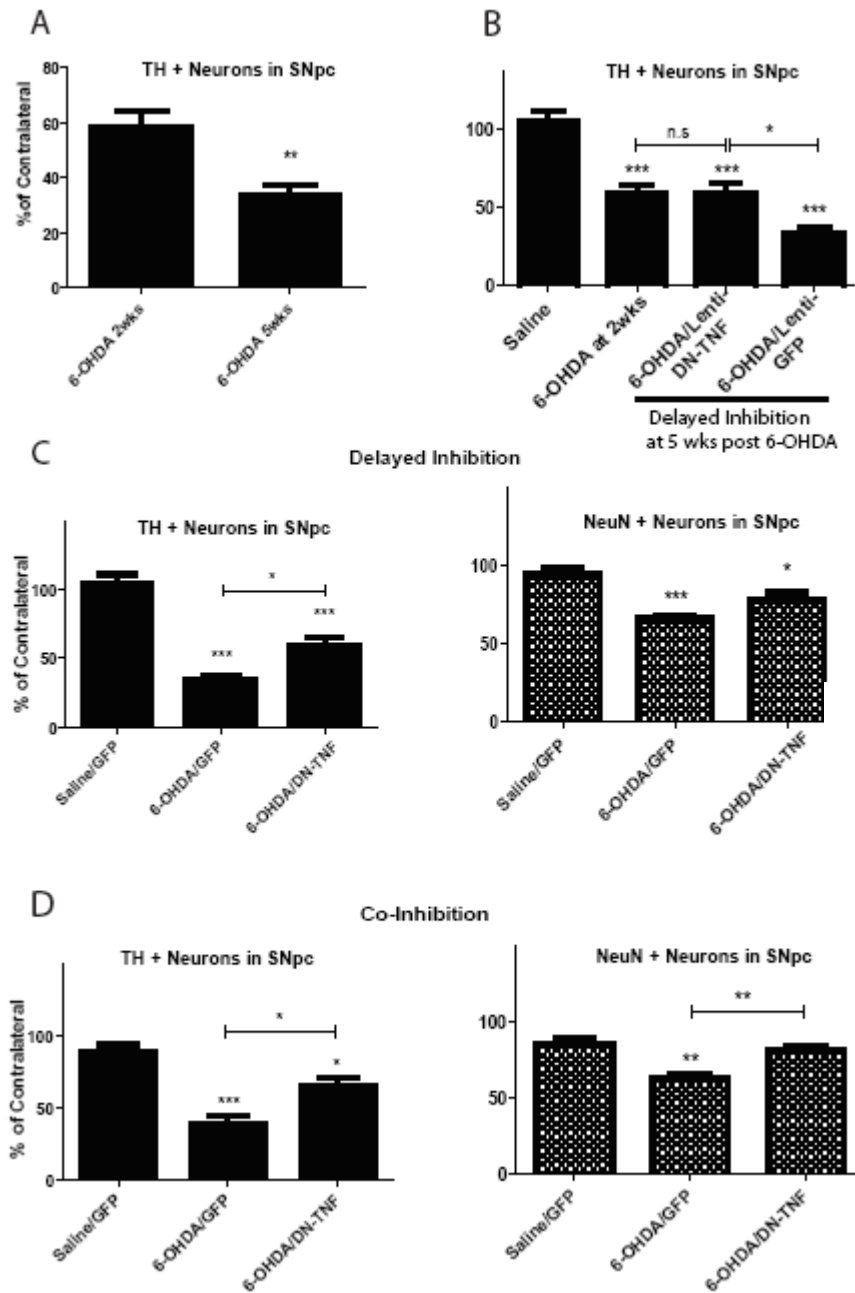 A
TH + Neurons in SNpc
80
60
40
20
0
%of Contralateral
**
6-OHDA 2wks
6-OHDA 5wks
B
TH + Neurons in SNpc
100
50
0
n.s
*
***
***
***
Saline
6-OHDA at 2wks
6-OHDA/Lenti-
DN-TNF
6-OHDA/Lenti-
GFP
Delayed Inhibition
at 5 wks post 6-OHDA
C
Delayed Inhibition
TH + Neurons in SNpc
% of Contralateral
100
50
0
*
***
***
Saline/GFP
6-OHDA/GFP
6-OHDA/DN-TNF
NeuN + Neurons in SNpc
100
50
0
***
*
Saline/GFP
6-OHDA/GFP
6-OHDA/DN-TNF
D
Co-Inhibition
TH + Neurons in SNpc
% of Contralateral
100
50
0
*
***
*
Saline/GFP
6-OHDA/GFP
6-OHDA/DN-TNF
NeuN + Neurons in SNpc
100
50
0
**
**
Saline/GFP
6-OHDA/GFP
6-OHDA/DN-TNF